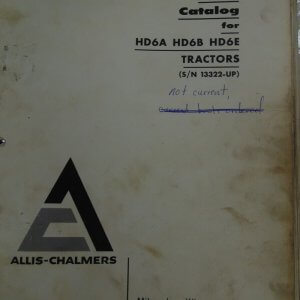 Catalog
for
HD6A HD6B HD6E
TRACTORS
(S/N 13322-UP)
Not current,
ALLIS-CHALMERS